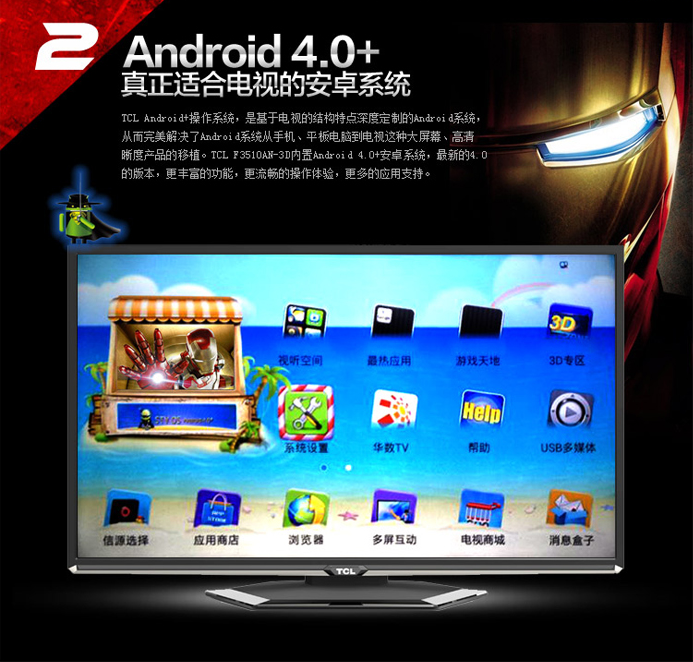 2
Android 4.0+
真正适合电视的安卓系统
TCL Android+操作系统，是基于电视的结构特点深度定制的Android系统，
从而完美解决了Android系统从手机、平板电脑到电视这种大屏幕、高清
晰度产品的移植。TCL F3510AN-3D内置Android 4.0+安卓系统，最新的4.0
的版本，更丰富的功能，更流畅的操作体验，更多的应用支持。
3D
视听空间 最热应用 游戏天地 3D专区
Help
系统设置 华数TV 帮助 USB多媒体
APP STORE
信源选择 应用商店 浏览器 多屏互动 电视商城 消息盒子
TCL